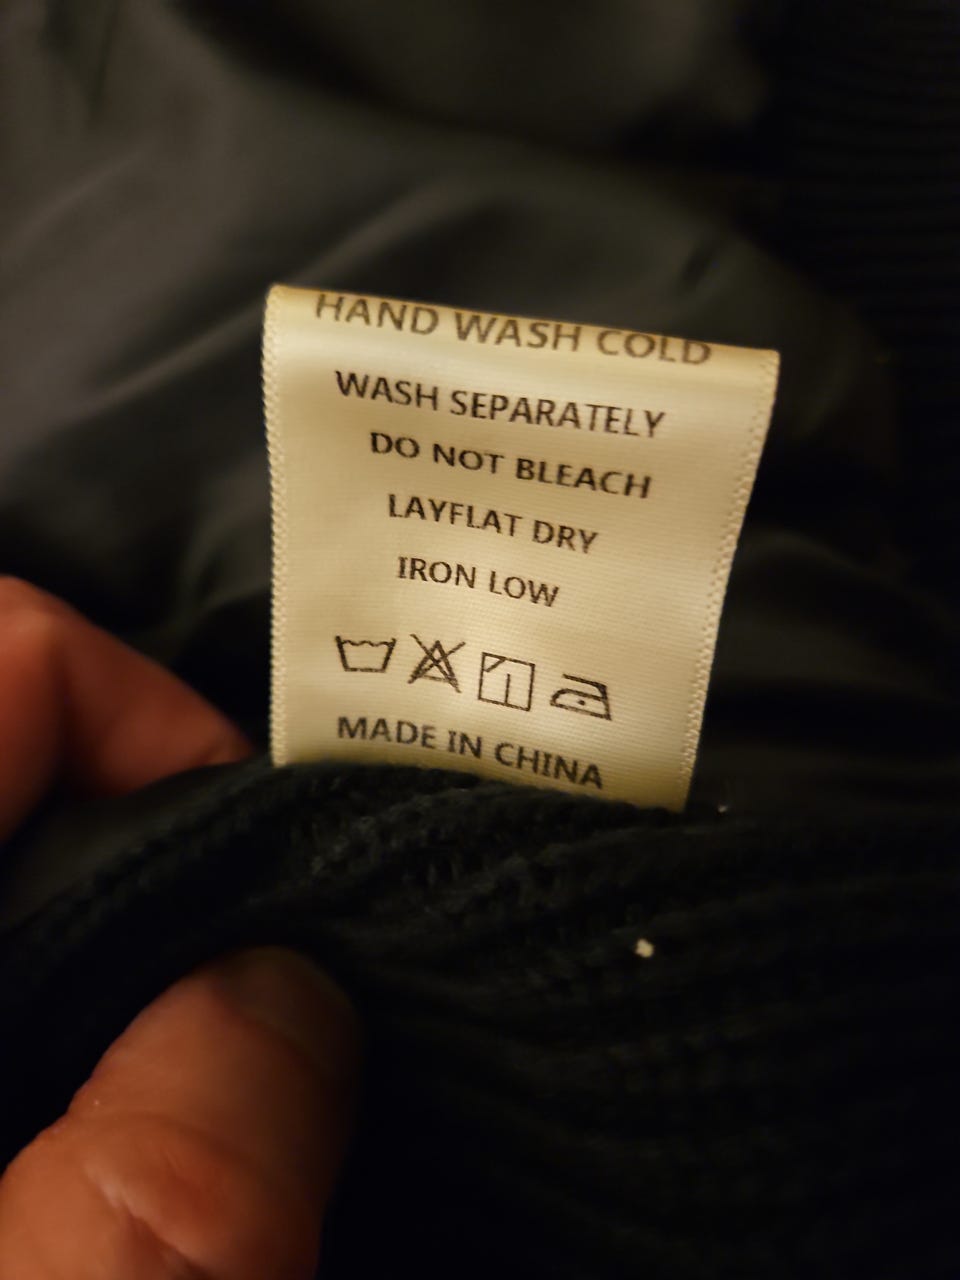 HAND WASH COLD
WASH SEPARATELY
DO NOT BLEACH
LAYFLAT DRY
IRON LOW
MADE IN CHINA